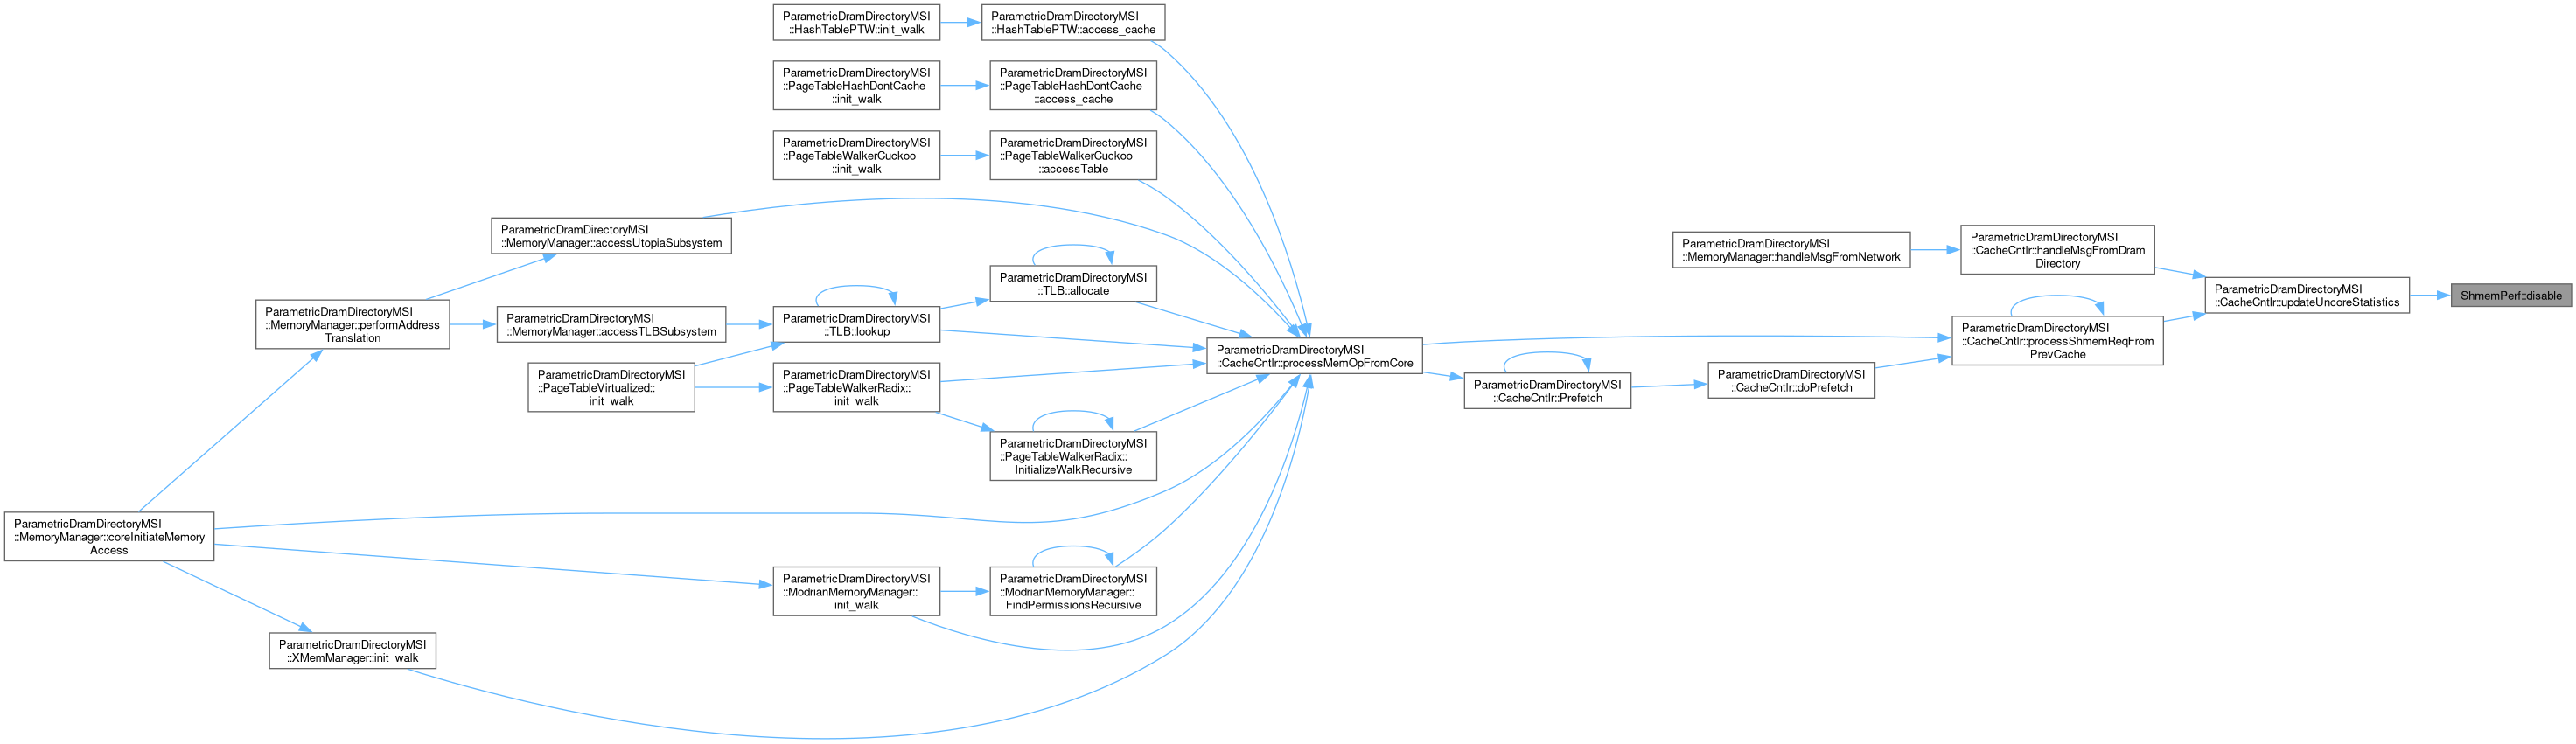 ParametricDramDirectoryMSI
::HashTablePTW::init_walk
ParametricDramDirectoryMSI
::HashTablePTW::access_cache
ParametricDramDirectoryMSI
::PageTableHashDontCache
::init_walk
ParametricDramDirectoryMSI
::PageTableHashDontCache
::access_cache
ParametricDramDirectoryMSI
::PageTableWalkerCuckoo
::init_walk
ParametricDramDirectoryMSI
::PageTableWalkerCuckoo
::accessTable
ParametricDramDirectoryMSI
::MemoryManager::accessUtopiaSubsystem
ParametricDramDirectoryMSI
::MemoryManager::handleMsgFromNetwork
ParametricDramDirectoryMSI
::CacheCntlr::handleMsgFromDram
Directory
ParametricDramDirectoryMSI
::TLB::allocate
ParametricDramDirectoryMSI
::CacheCntlr::updateUncoreStatistics
ShmemPerf::disable
ParametricDramDirectoryMSI
::MemoryManager::performAddress
Translation
ParametricDramDirectoryMSI
::MemoryManager::accessTLBSubsystem
ParametricDramDirectoryMSI
::TLB::lookup
ParametricDramDirectoryMSI
::CacheCntlr::processShmemReqFrom
PrevCache
ParametricDramDirectoryMSI
::CacheCntlr::processMemOpFromCore
ParametricDramDirectoryMSI
::PageTableVirtualized::
init_walk
ParametricDramDirectoryMSI
::PageTableWalkerRadix::
init_walk
ParametricDramDirectoryMSI
::CacheCntlr::Prefetch
ParametricDramDirectoryMSI
::CacheCntlr::doPrefetch
ParametricDramDirectoryMSI
::PageTableWalkerRadix::
InitializeWalkRecursive
ParametricDramDirectoryMSI
::MemoryManager::coreInitiateMemory
Access
ParametricDramDirectoryMSI
::ModrianMemoryManager::
init_walk
ParametricDramDirectoryMSI
::ModrianMemoryManager::
FindPermissionsRecursive
ParametricDramDirectoryMSI
::XMemManager::init_walk